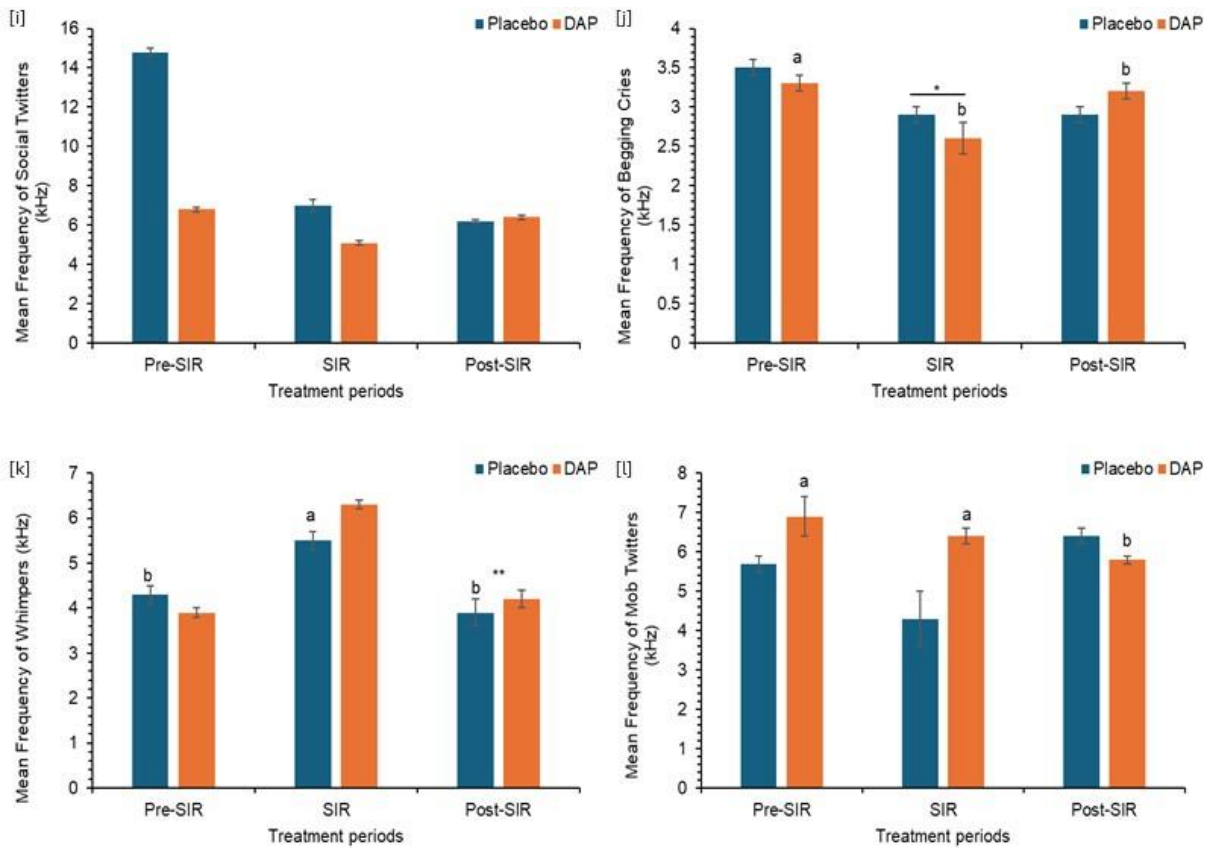 [i]
Placebo DAP
Mean Frequency of Social Twitters
(kHz)
16
14
12
10
8
6
4
2
0
Pre-SIR SIR Post-SIR
Treatment periods
[j]
Placebo DAP
Mean Frequency of Begging Cries
(kHz)
4
3.5
3
2.5
2
1.5
1
0.5
0
a
*
b
b
Pre-SIR SIR Post-SIR
Treatment periods
[k]
Placebo DAP
Mean Frequency of Whimpers (kHz)
7
6
5
4
3
2
1
0
b
a
b
**
Pre-SIR SIR Post-SIR
Treatment periods
[l]
Placebo DAP
Mean Frequency of Mob Twitters
(kHz)
8
7
6
5
4
3
2
1
0
a
a
b
Pre-SIR SIR Post-SIR
Treatment periods